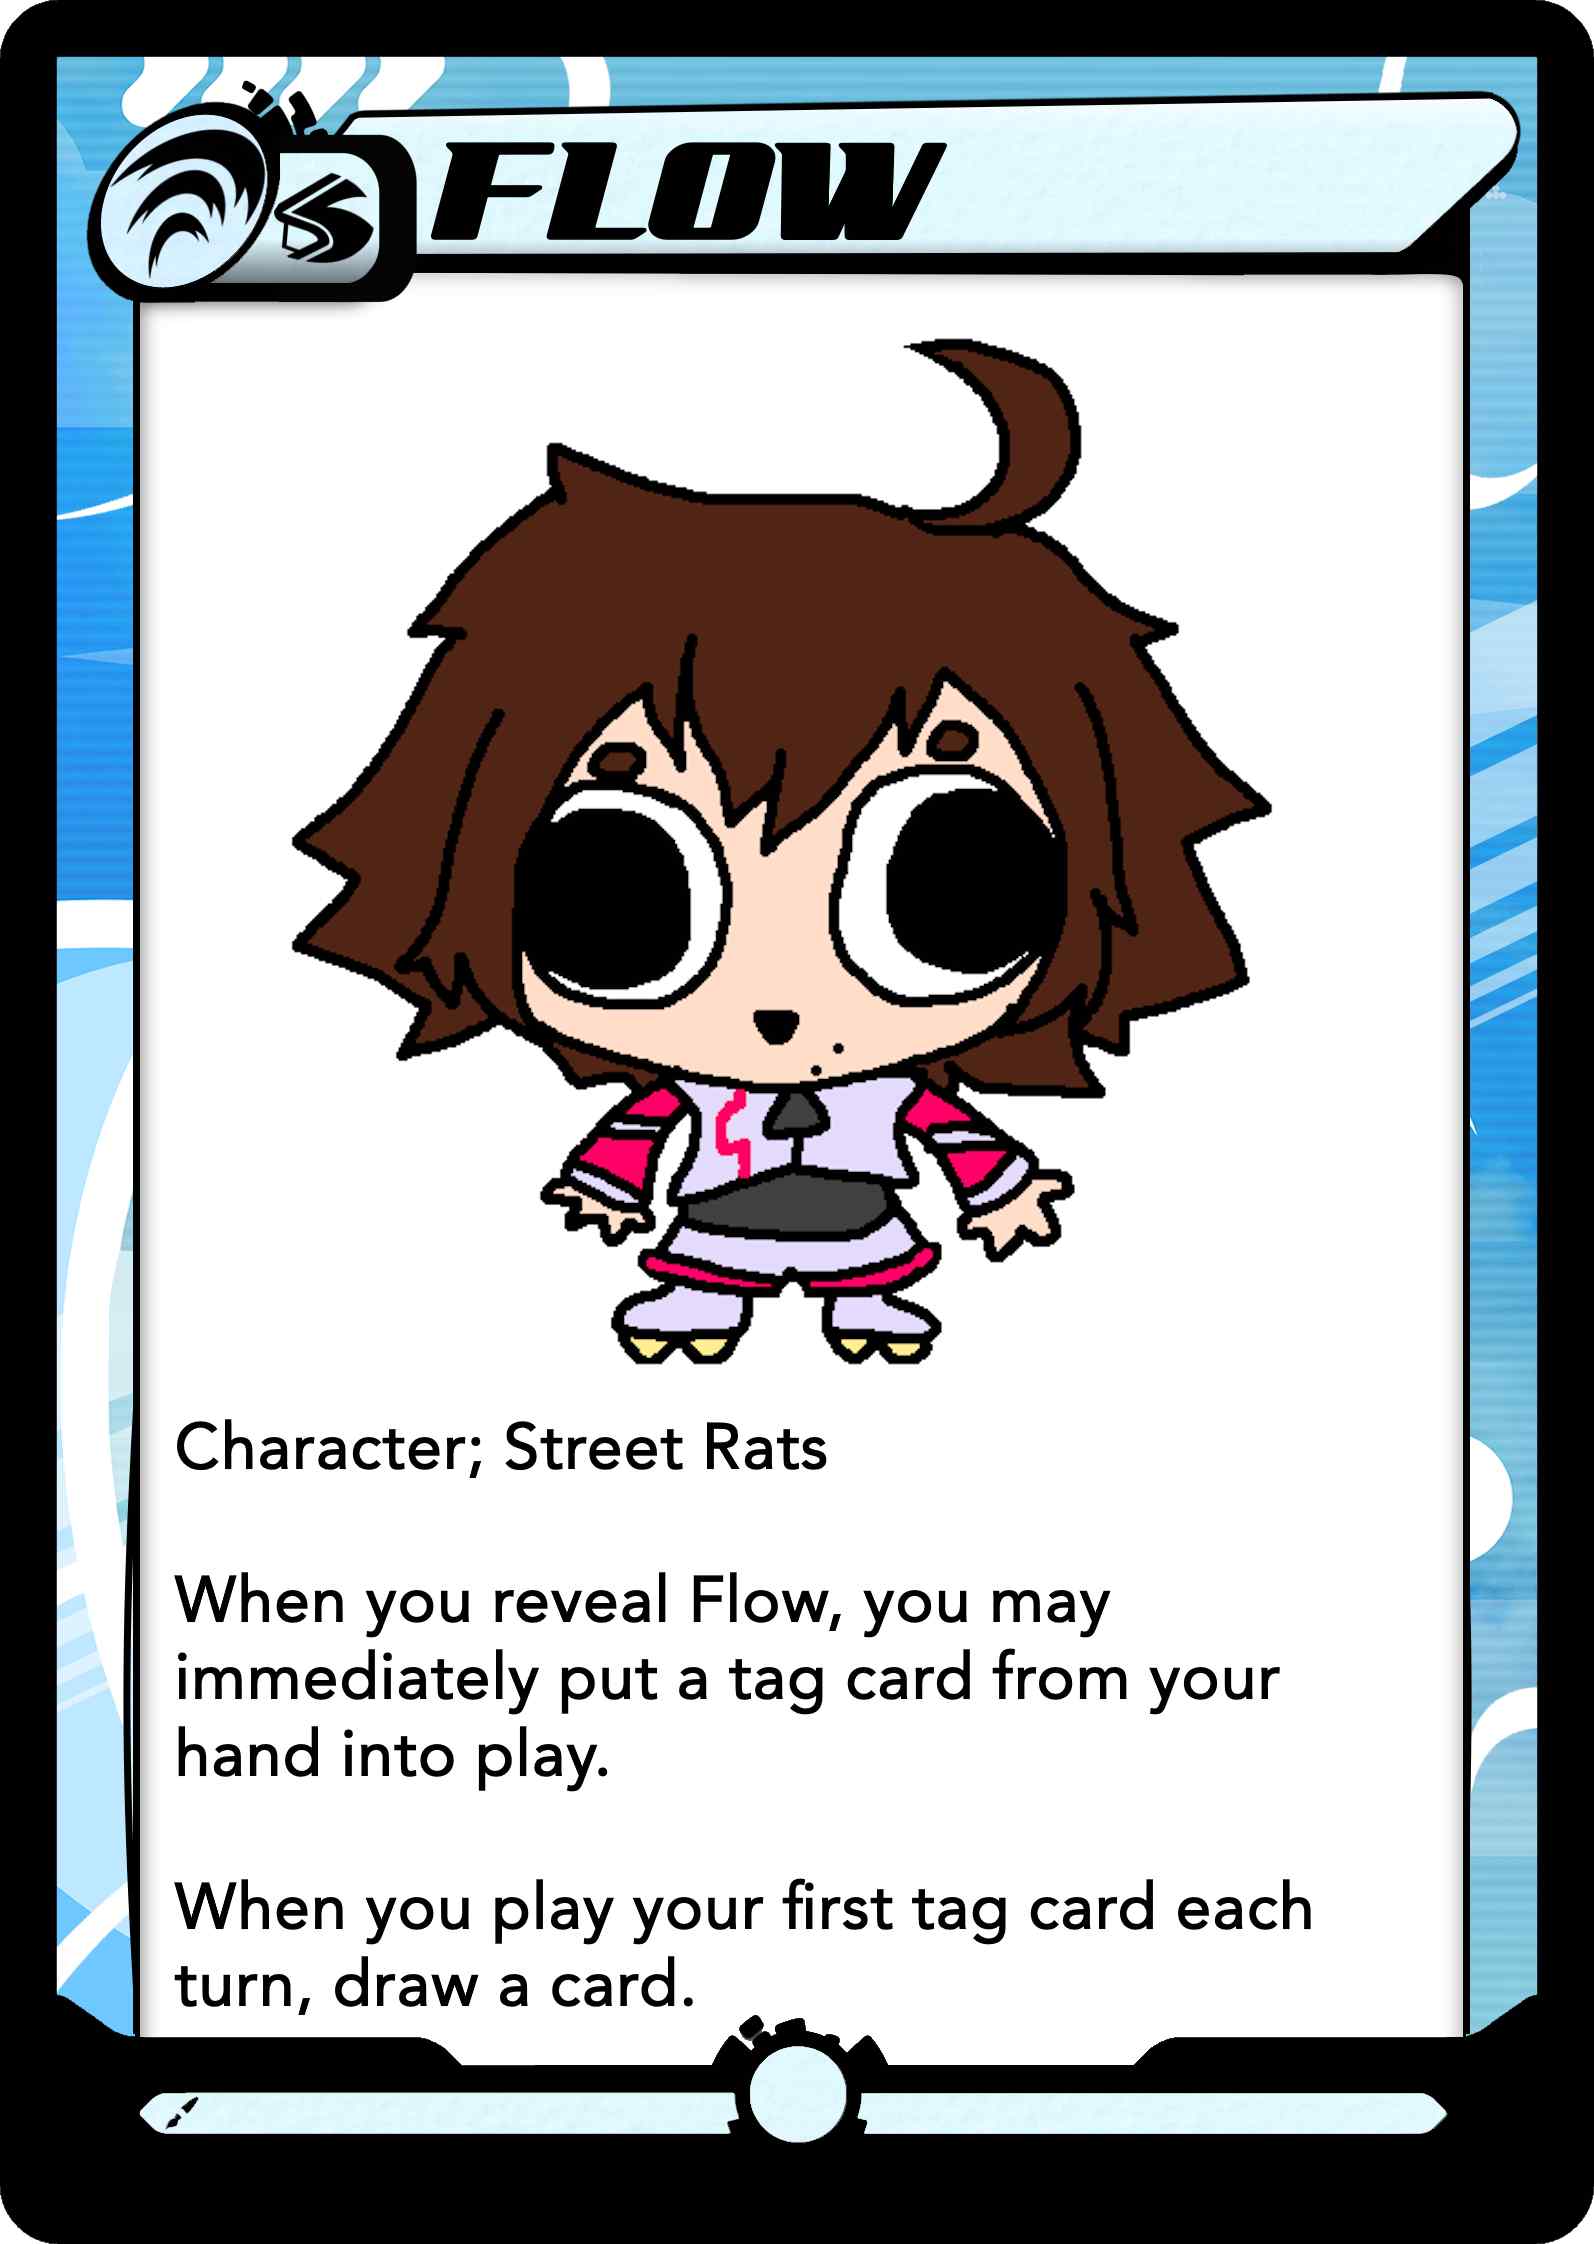 FLOW
Character; Street Rats
When you reveal Flow, you may
immediately put a tag card from your
hand into play.
When you play your first tag card each
turn, draw a card.